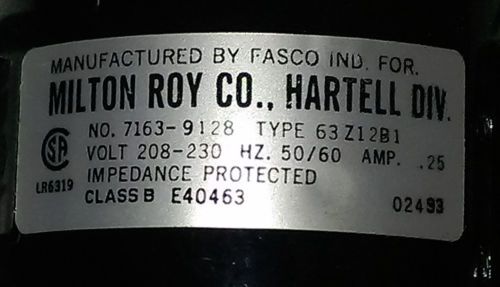 MANUFACTURED BY FASCO IND. FOR.
MILTON ROY CO., HARTELL DIV.
NO. 7163-9128 TYPE 63Z12B1
SA VOLT 208-230 HZ. 50/60 AMP. .25
LR6319 IMPEDANCE PROTECTED
CLASS B E40463 02493